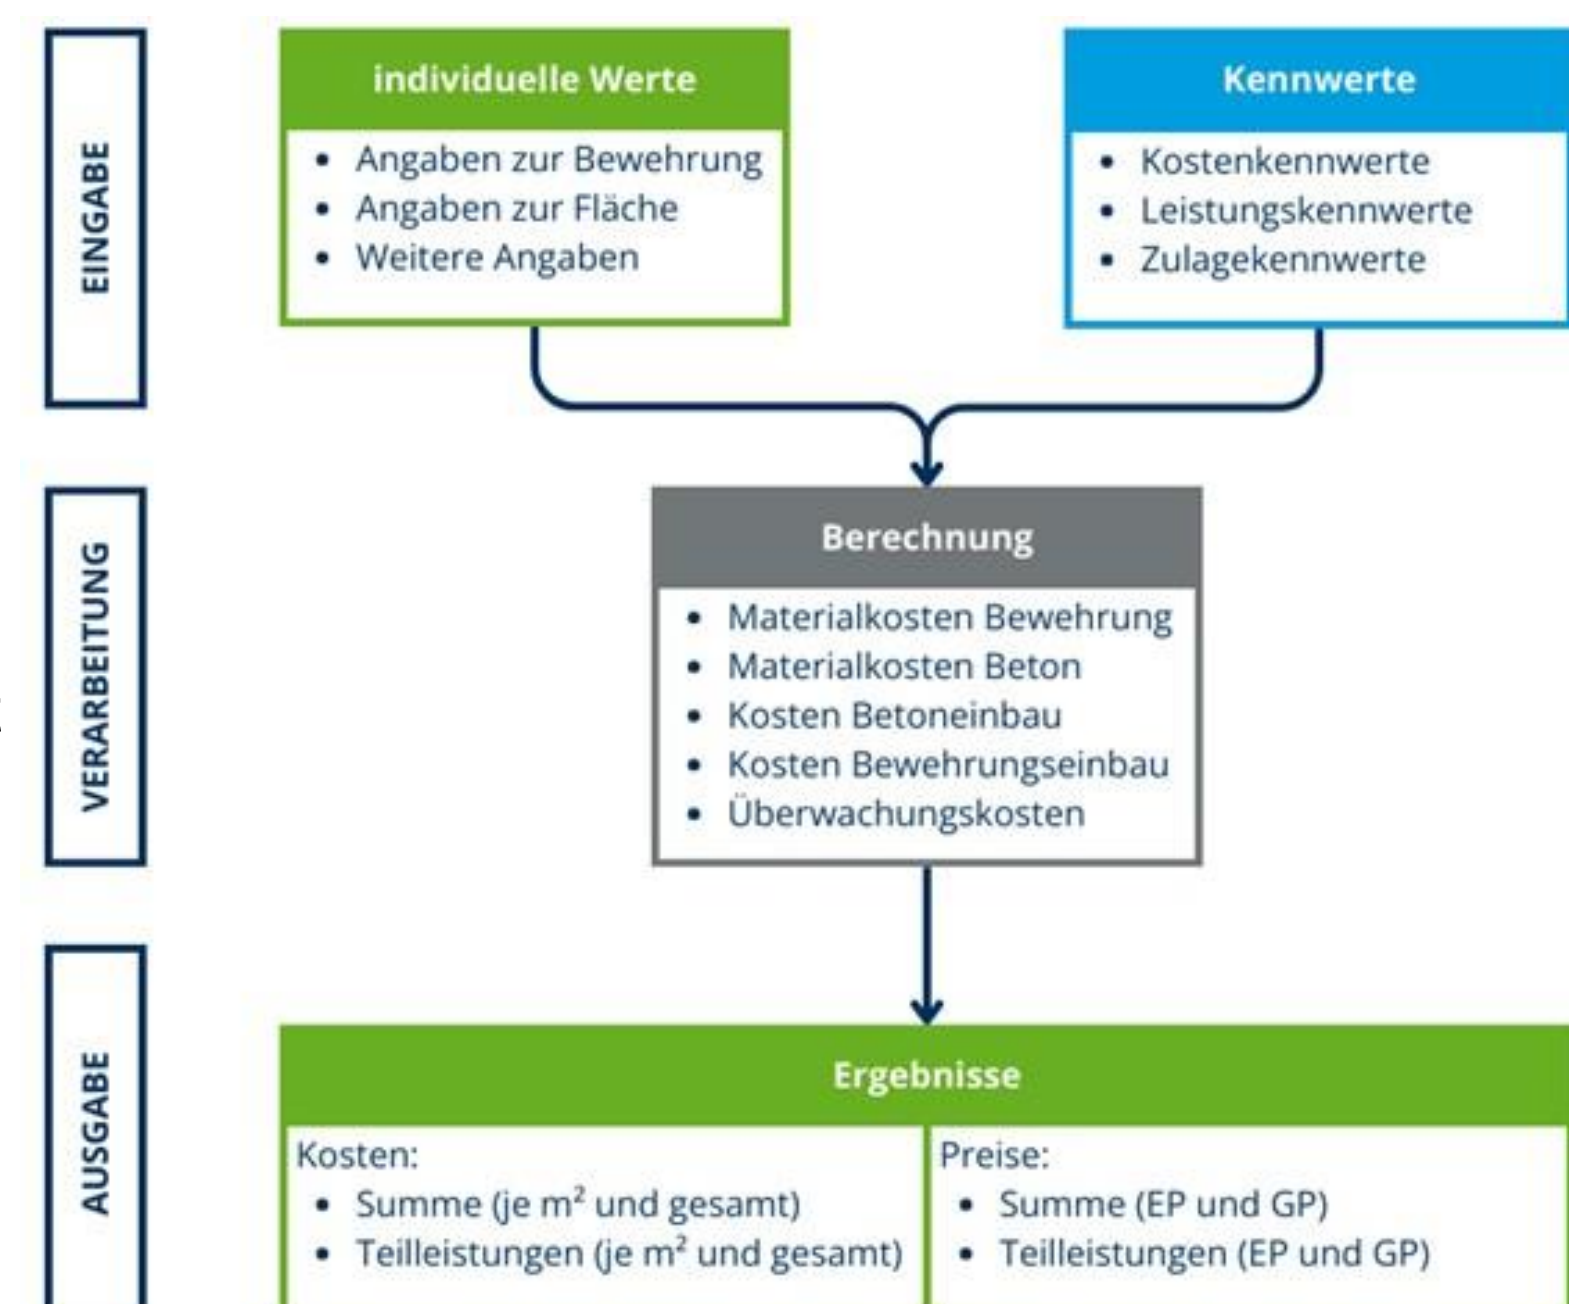 EINGABE
individuelle Werte
• Angaben zur Bewehrung
• Angaben zur Fläche
• Weitere Angaben
Kennwerte
• Kostenkennwerte
• Leistungskennwerte
• Zulagekennwerte
VERARBEITUNG
Berechnung
• Materialkosten Bewehrung
• Materialkosten Beton
• Kosten Betoneinbau
• Kosten Bewehrungseinbau
• Überwachungskosten
AUSGABE
Ergebnisse
Kosten:
• Summe (je m² und gesamt)
• Teilleistungen (je m² und gesamt)
Preise:
• Summe (EP und GP)
• Teilleistungen (EP und GP)